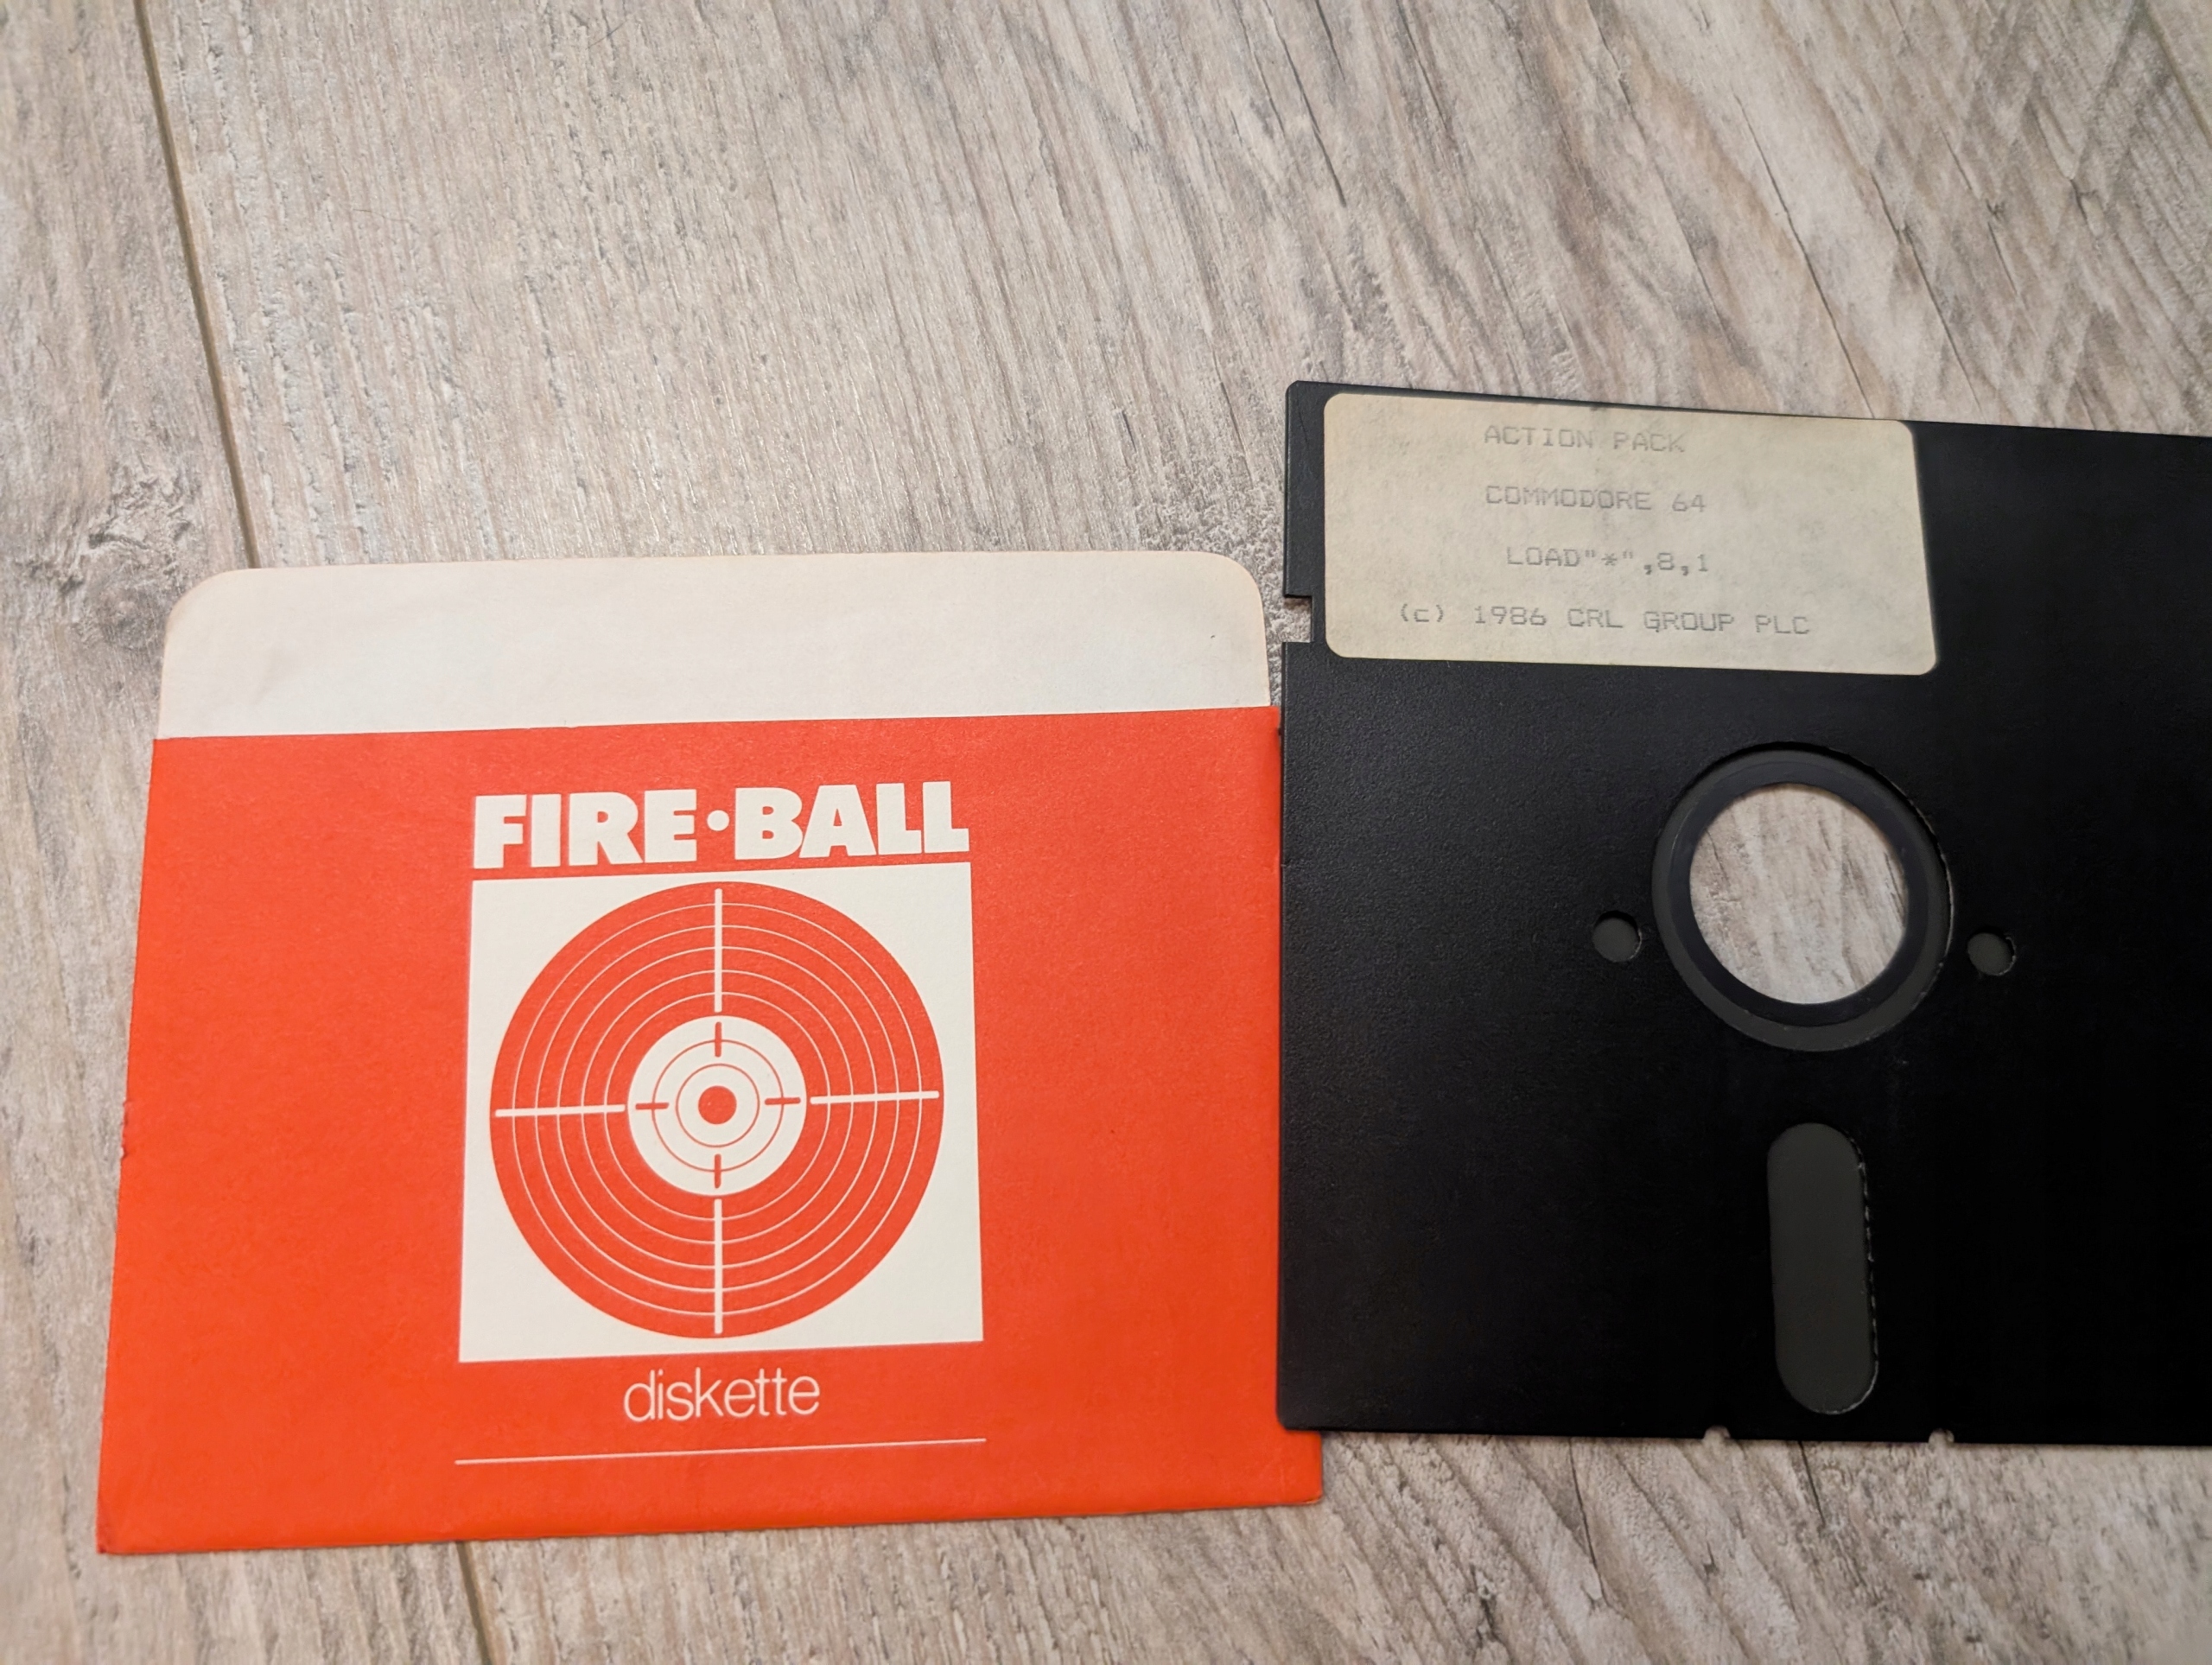 FIRE·BALL
diskette
ACTION PACK
COMMODORE 64
LOAD"*",8,1
(c) 1986 CRL GROUP PLC